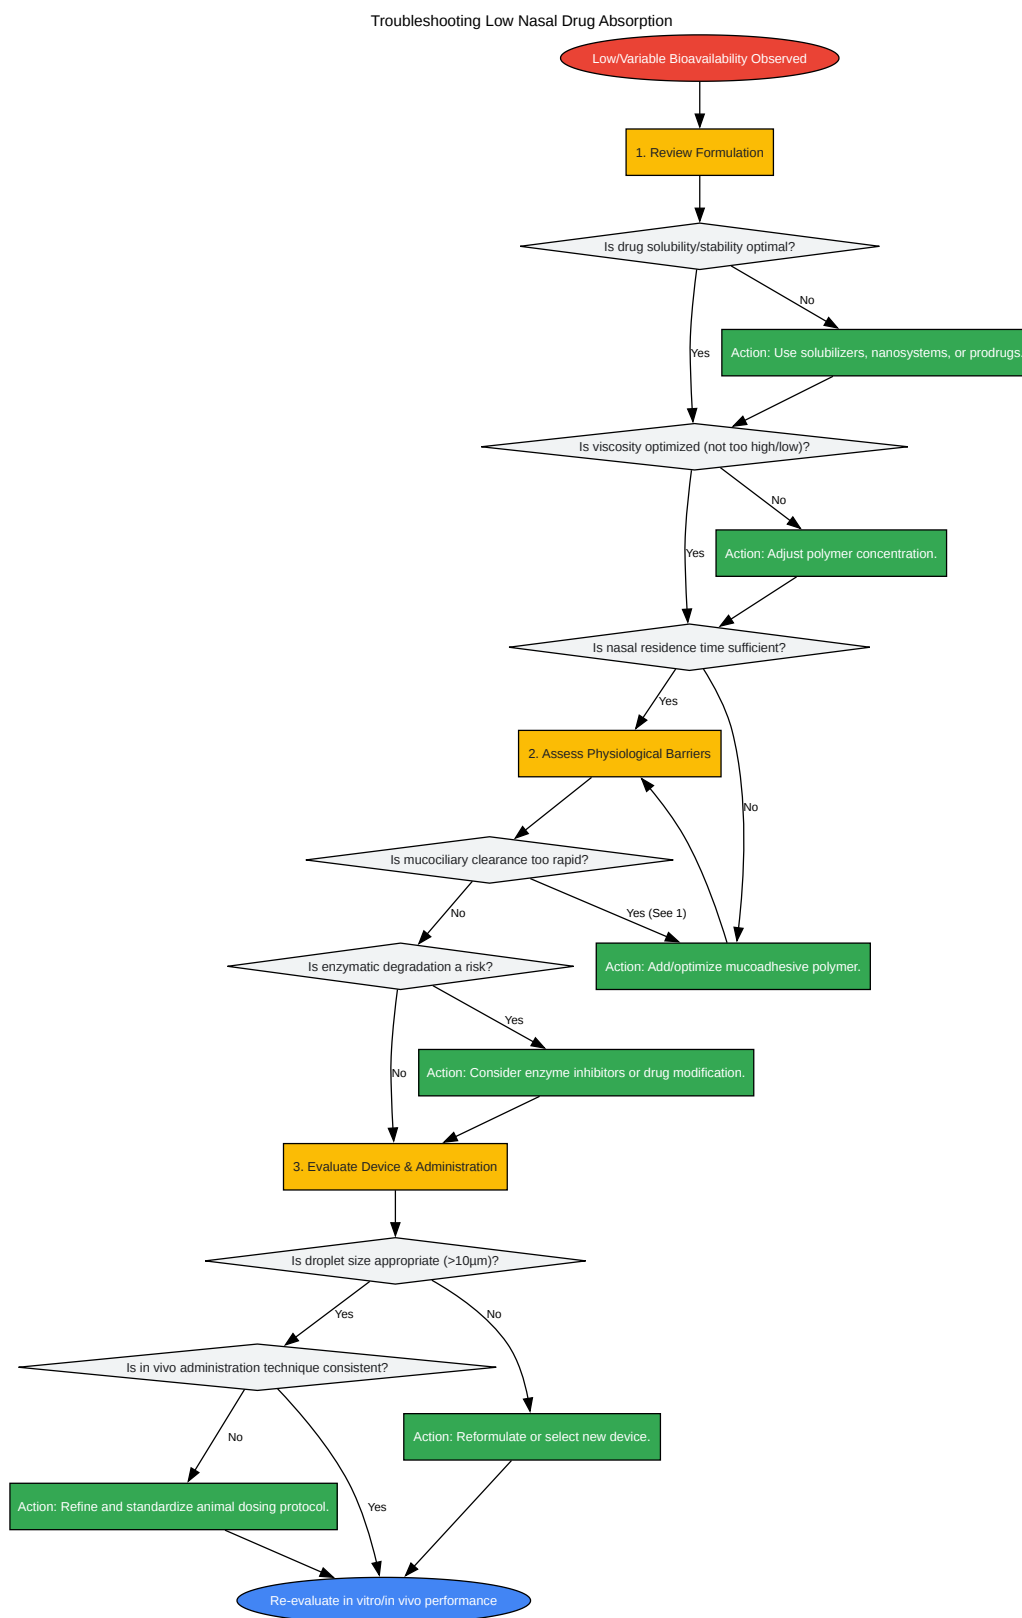 Troubleshooting Low Nasal Drug Absorption
Low/Variable Bioavailability Observed
1. Review Formulation
Is drug solubility/stability optimal?
No
Yes
Action: Use solubilizers, nanosystems, or prodrugs.
Is viscosity optimized (not too high/low)?
No
Yes
Action: Adjust polymer concentration.
Is nasal residence time sufficient?
Yes
2. Assess Physiological Barriers
No
Is mucociliary clearance too rapid?
No
Yes (See 1)
Is enzymatic degradation a risk?
Action: Add/optimize mucoadhesive polymer.
Yes
No
Action: Consider enzyme inhibitors or drug modification.
3. Evaluate Device & Administration
Is droplet size appropriate (>10µm)?
Yes
No
Is in vivo administration technique consistent?
No
Action: Reformulate or select new device.
Yes
Action: Refine and standardize animal dosing protocol.
Re-evaluate in vitro/in vivo performance